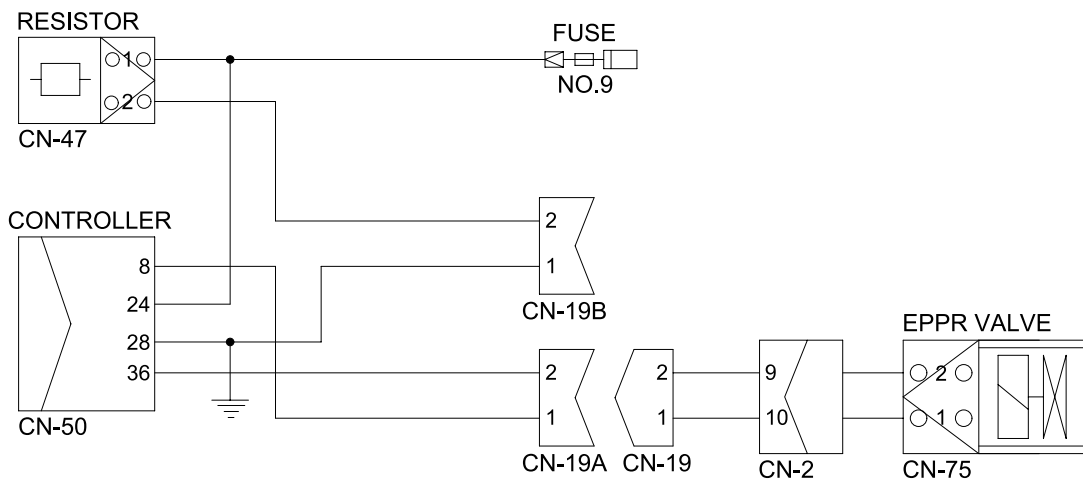 RESISTOR
1
2
CN-47
FUSE
NO.9
CONTROLLER
8
24
28
36
CN-50
2
1
CN-19B
2
1
CN-19A
2
1
CN-19
9
10
CN-2
EPPR VALVE
2
1
CN-75